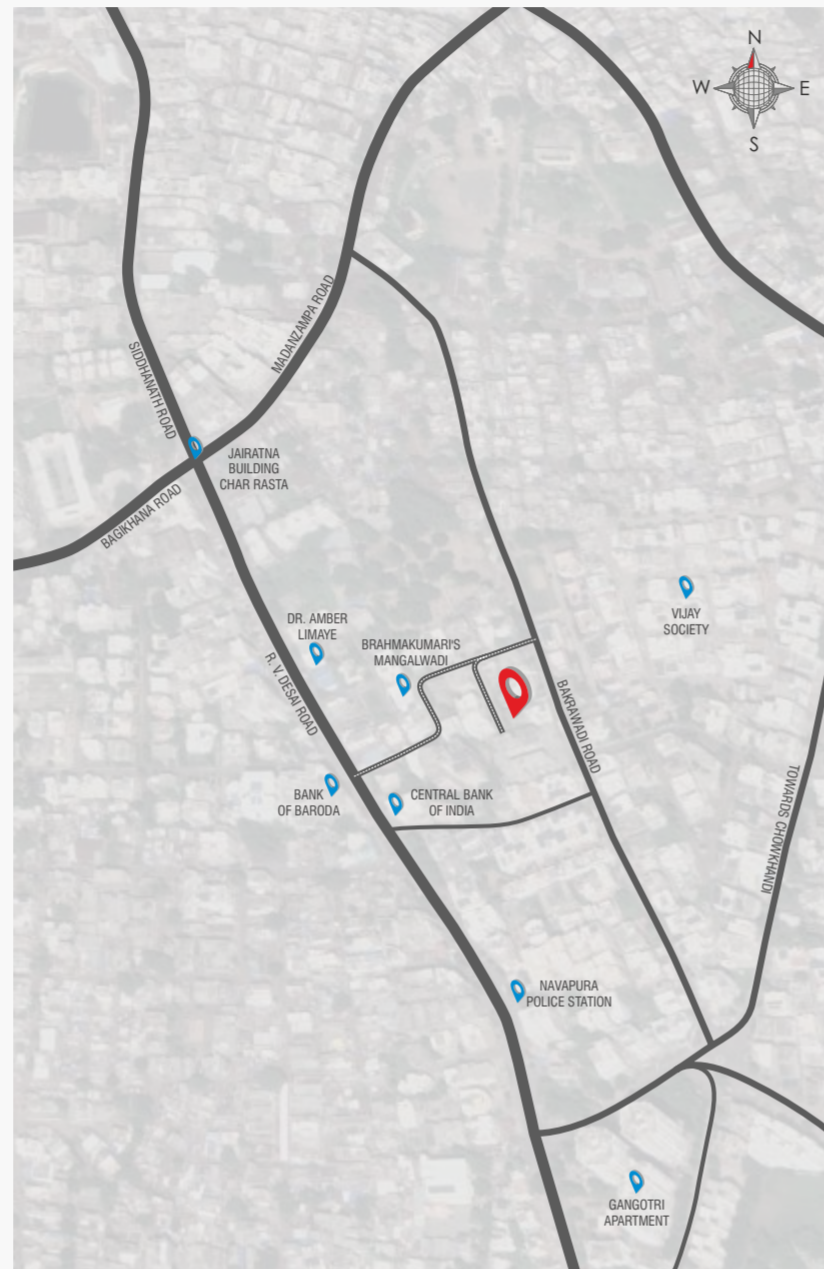 N
W
E
S
MADANZAMPA ROAD
SIDDHANATH ROAD
JAIRATNA
BUILDING
CHAR RASTA
BAGIKHANA ROAD
VIJAY
SOCIETY
DR. AMBER
LIMAYE
BRAHMAKUMARI'S
MANGALWADI
R. V. DESAI ROAD
BAKRAWADI ROAD
BANK
OF BARODA
CENTRAL BANK
OF INDIA
TOWARDS CHOWKHANDI
NAVAPURA
POLICE STATION
GANGOTRI
APARTMENT